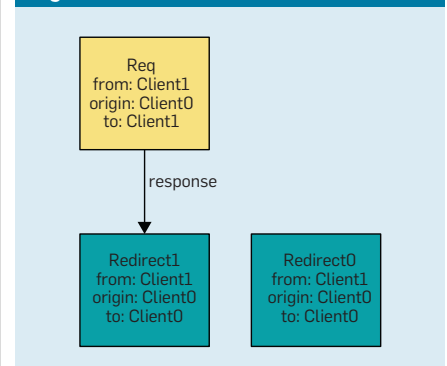 Req
from: Client1
origin: Client0
to: Client1
response
Redirect1
from: Client1
origin: Client0
to: Client0
Redirect0
from: Client1
origin: Client0
to: Client0